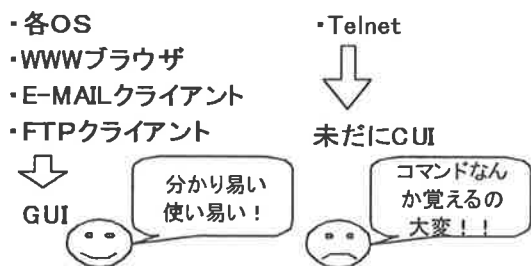 ・各OS
・WWWブラウザ
・E-MAILクライアント
・FTPクライアント
GUI
分かり易い
使い易い！
・Telnet
未だにCUI
コマンドなん
か覚えるの
大変！！